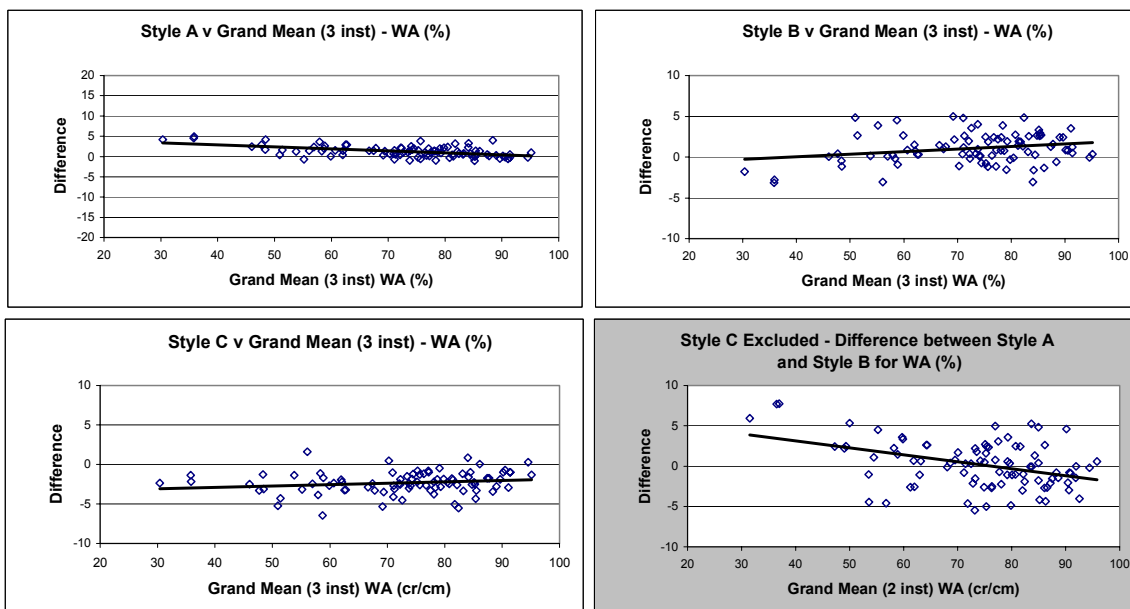 Style A v Grand Mean (3 inst) - WA (%)
20
15
10
5
0
-5
-10
-15
-20
Difference
20 30 40 50 60 70 80 90 100
Grand Mean (3 inst) WA (%)
Style B v Grand Mean (3 inst) - WA (%)
10
5
0
-5
-10
Difference
20 30 40 50 60 70 80 90 100
Grand Mean (3 inst) WA (%)
Style C v Grand Mean (3 inst) - WA (%)
10
5
0
-5
-10
Difference
20 30 40 50 60 70 80 90 100
Grand Mean (3 inst) WA (cr/cm)
Style C Excluded - Difference between Style A
and Style B for WA (%)
10
5
0
-5
-10
Difference
20 30 40 50 60 70 80 90 100
Grand Mean (2 inst) WA (cr/cm)